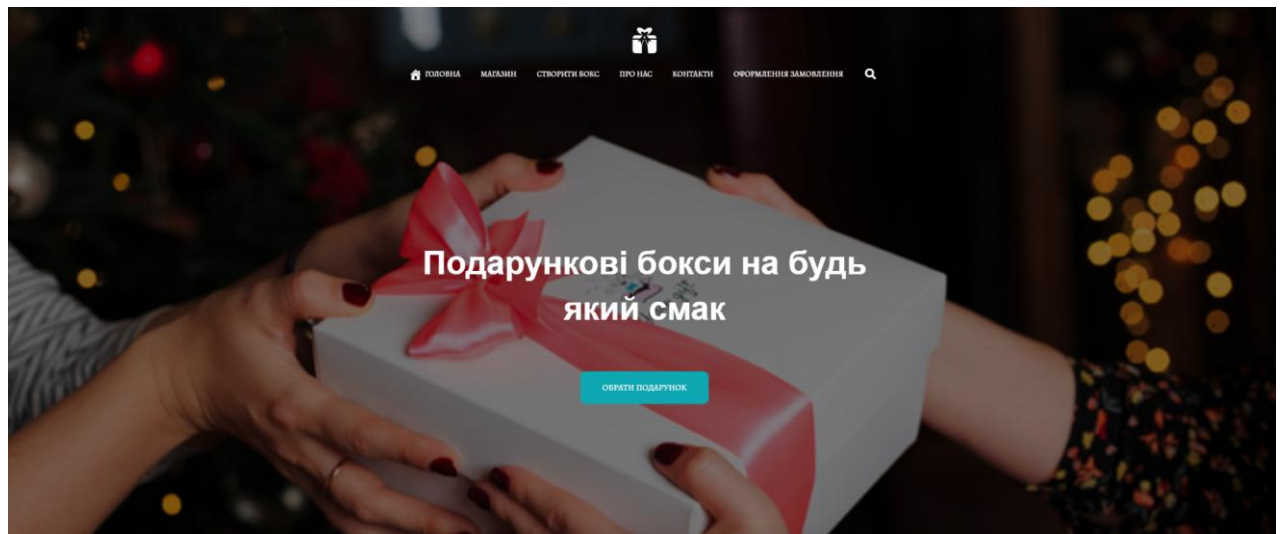 ГОЛОВНА МАГАЗИН СТВОРИТИ БОКС ПРО НАС КОНТАКТИ ОФОРМЛЕННЯ ЗАМОВЛЕННЯ
Подарункові бокси на будь
який смак
ОБРАТИ ПОДАРУНОК